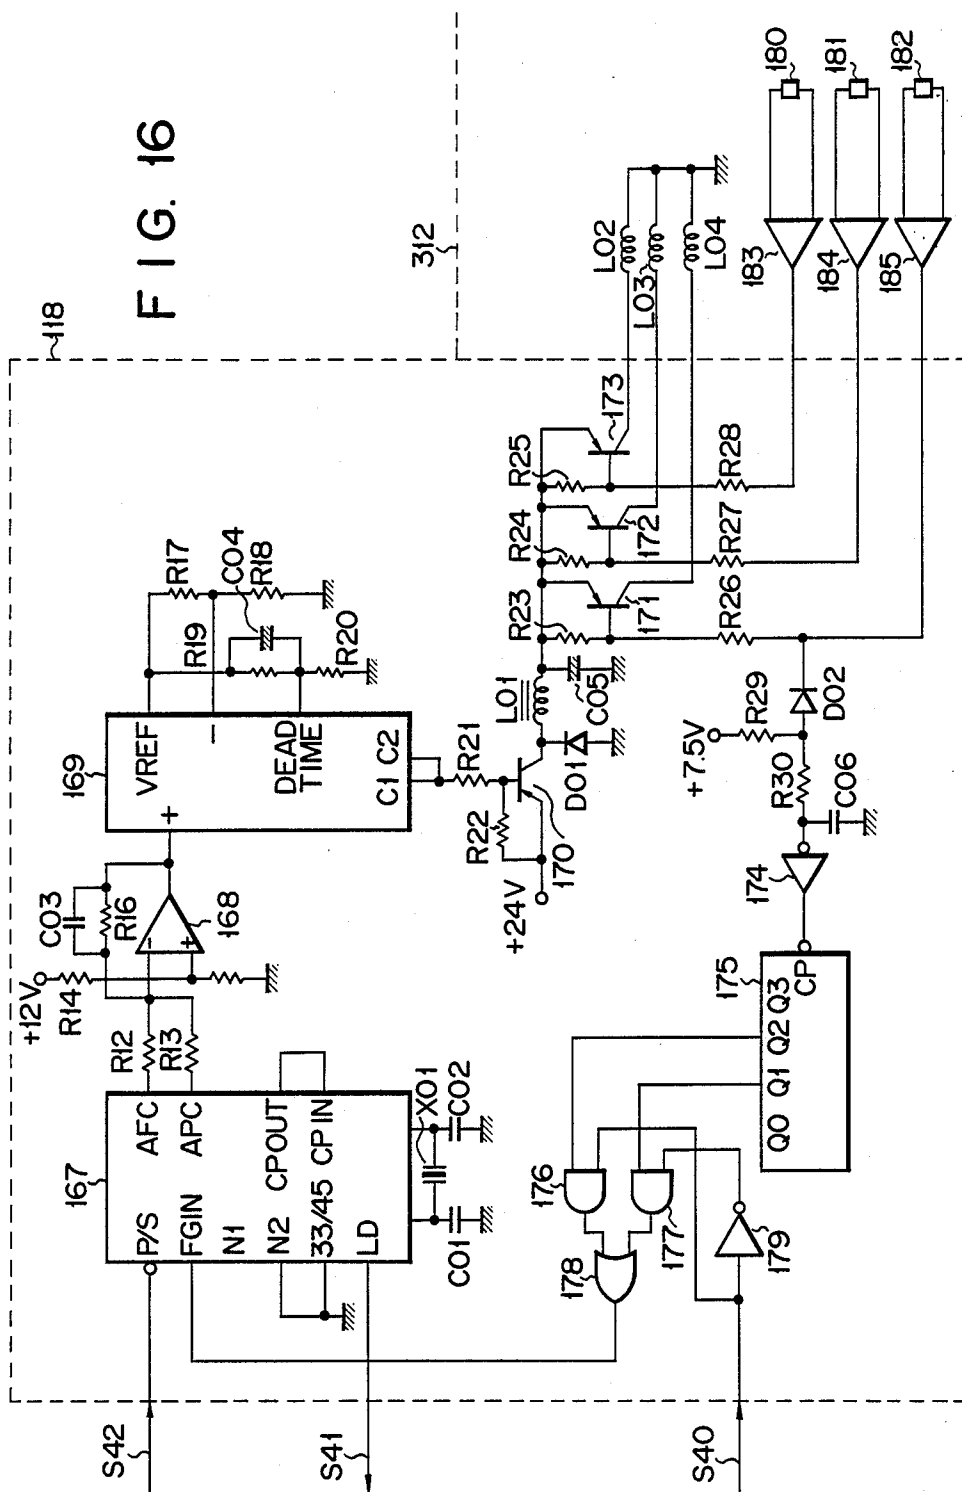 FIG. 16
118
312
S42
S41
S40
167
P/S
FGIN
N1
N2
33/45
LD
AFC
APC
CPOUT
CPIN
C01
X01
C02
R12
R13
+12V
R14
C03
R16
168
169
+
VREF
−
DEAD
TIME
C1 C2
R17
R18
R19
C04
R20
R21
R22
170
+24V
D01
L01
C05
R23
R24
R25
171
172
173
R26
R27
R28
L02
L03
L04
180
181
182
183
184
185
+7.5V
R29
D02
R30
C06
174
175
Q0 Q1 Q2 Q3
CP
176
177
178
179
−
+